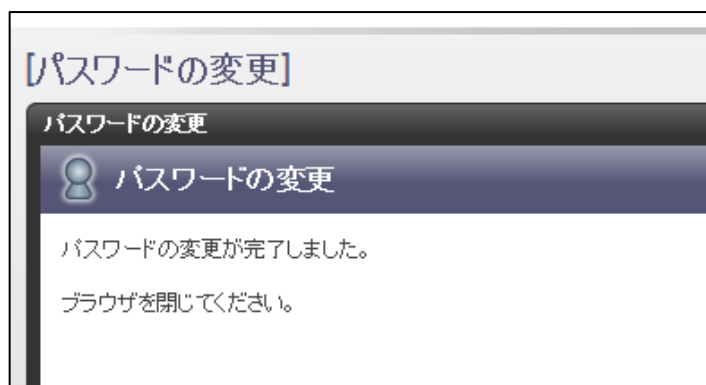 [パスワードの変更]
パスワードの変更
パスワードの変更
パスワードの変更が完了しました。
ブラウザを閉じてください。